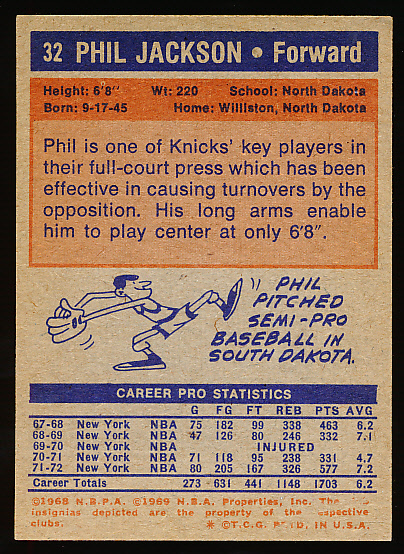 32 PHIL JACKSON • Forward
Height: 6'8" Wt: 220 School: North Dakota
Born: 9-17-45 Home: Williston, North Dakota
Phil is one of Knicks' key players in
their full-court press which has been
effective in causing turnovers by the
opposition. His long arms enable
him to play center at only 6'8".
PHIL
PITCHED
SEMI-PRO
BASEBALL IN
SOUTH DAKOTA.
CAREER PRO STATISTICS
G FG FT REB PTS AVG
67-68 New York NBA 75 182 99 338 463 6.2
68-69 New York NBA 47 126 80 246 332 7.1
69-70 New York NBA INJURED
70-71 New York NBA 71 118 95 238 331 4.7
71-72 New York NBA 80 205 167 326 577 7.2
Career Totals 273 631 441 1148 1703 6.2
©1968 N.B.P.A. ©1969 N.B.A. Properties, Inc. The
insignias depicted are the property of the respective
clubs. * ©T.C.G. IN U.S.A.